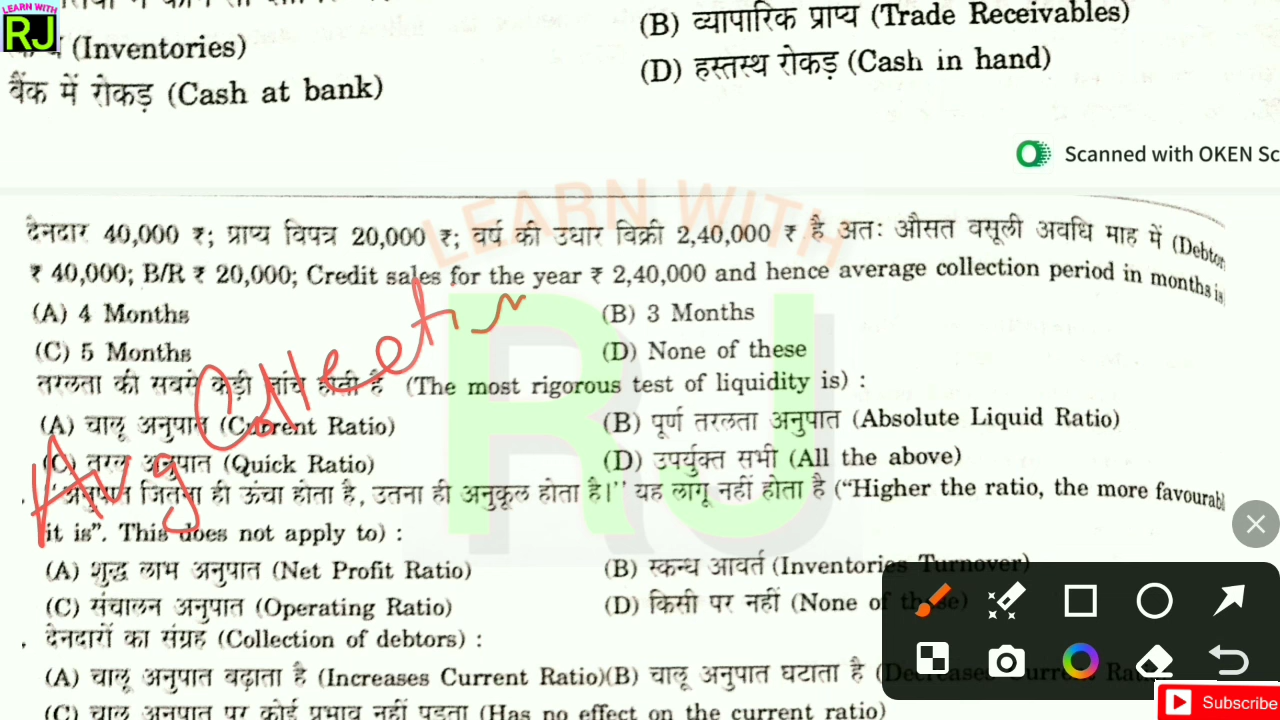 LEARN WITH
RJ
(Inventories)
(B) व्यापारिक प्राप्य (Trade Receivables)
बैंक में रोकड़ (Cash at bank)
(D) हस्तस्थ रोकड़ (Cash in hand)
Scanned with OKEN Sc
देनदार 40,000 ₹; प्राप्य विपत्र 20,000 ₹; वर्ष की उधार बिक्री 2,40,000 ₹ है अतः औसत वसूली अवधि माह में (Debtor
₹ 40,000; B/R ₹ 20,000; Credit sales for the year ₹ 2,40,000 and hence average collection period in months is
(A) 4 Months
(B) 3 Months
(C) 5 Months
(D) None of these
तरलता की सबसे कड़ी जांच होती है (The most rigorous test of liquidity is) :
(A) चालू अनुपात (Current Ratio)
(B) पूर्ण तरलता अनुपात (Absolute Liquid Ratio)
(C) तरल अनुपात (Quick Ratio)
(D) उपर्युक्त सभी (All the above)
"अनुपात जितना ही ऊंचा होता है, उतना ही अनुकूल होता है।'' यह लागू नहीं होता है ("Higher the ratio, the more favourabl
it is". This does not apply to) :
(A) शुद्ध लाभ अनुपात (Net Profit Ratio)
(B) स्कन्ध आवर्त (Inventories Turnover)
(C) संचालन अनुपात (Operating Ratio)
(D) किसी पर नहीं (None of these)
देनदारों का संग्रह (Collection of debtors) :
(A) चालू अनुपात बढ़ाता है (Increases Current Ratio)
(B) चालू अनुपात घटाता है (Decreases Current Rat
(C) चालू अनुपात पर कोई प्रभाव नहीं पड़ता (Has no effect on the current ratio)
Avg Collection
LEARN WITH
RJ
Subscribe